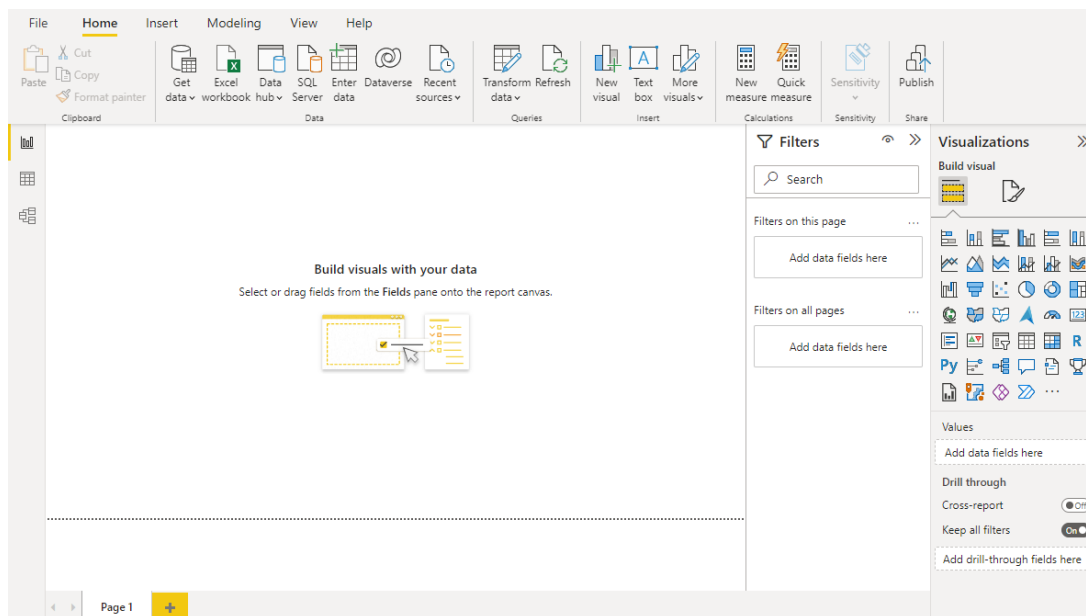 File Home Insert Modeling View Help
Cut
Copy
Format painter
Paste
Clipboard
Get data
Excel workbook
Data hub
SQL Server
Enter data
Dataverse
Recent sources
Data
Transform data
Refresh
Queries
New visual
Text box
More visuals
Insert
New measure
Quick measure
Calculations
Sensitivity
Sensitivity
Publish
Share
Build visuals with your data
Select or drag fields from the Fields pane onto the report canvas.
Filters
Search
Filters on this page
...
Add data fields here
Filters on all pages
...
Add data fields here
Visualizations
Build visual
123
R
Py
...
Values
Add data fields here
Drill through
Cross-report
Off
Keep all filters
On
Add drill-through fields here
Page 1
+